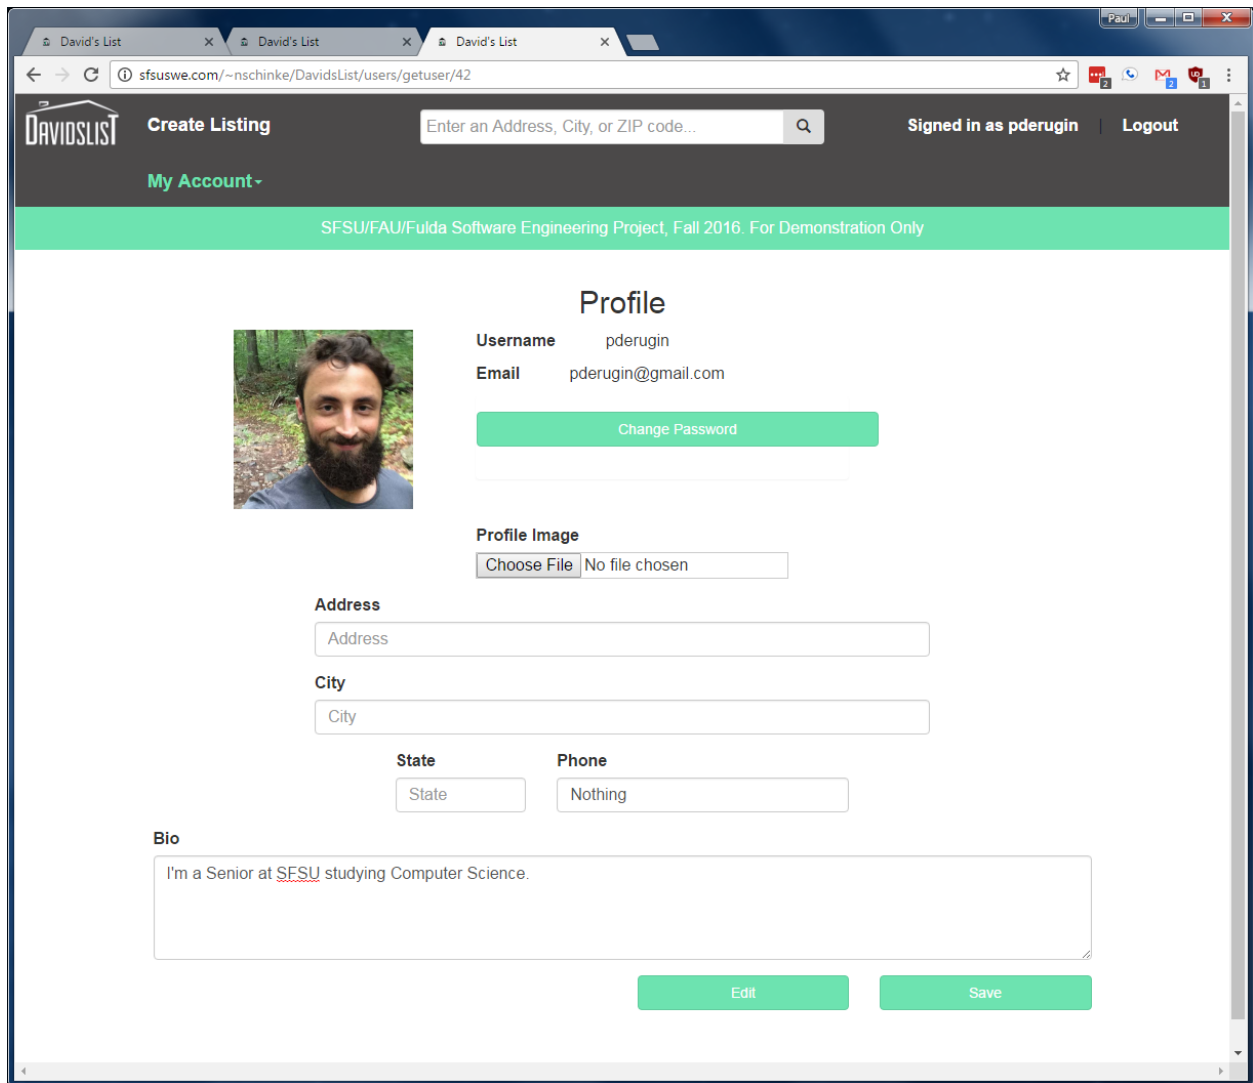 Paul
David's List
David's List
David's List
sfsuswe.com/~nschinke/DavidsList/users/getuser/42
2
2
1
DAVIDSLIST
Create Listing
Enter an Address, City, or ZIP code...
Signed in as pderugin | Logout
My Account
SFSU/FAU/Fulda Software Engineering Project, Fall 2016. For Demonstration Only
Profile
Username pderugin
Email pderugin@gmail.com
Change Password
Profile Image
Choose File No file chosen
Address
Address
City
City
State Phone
State Nothing
Bio
I'm a Senior at SFSU studying Computer Science.
Edit Save